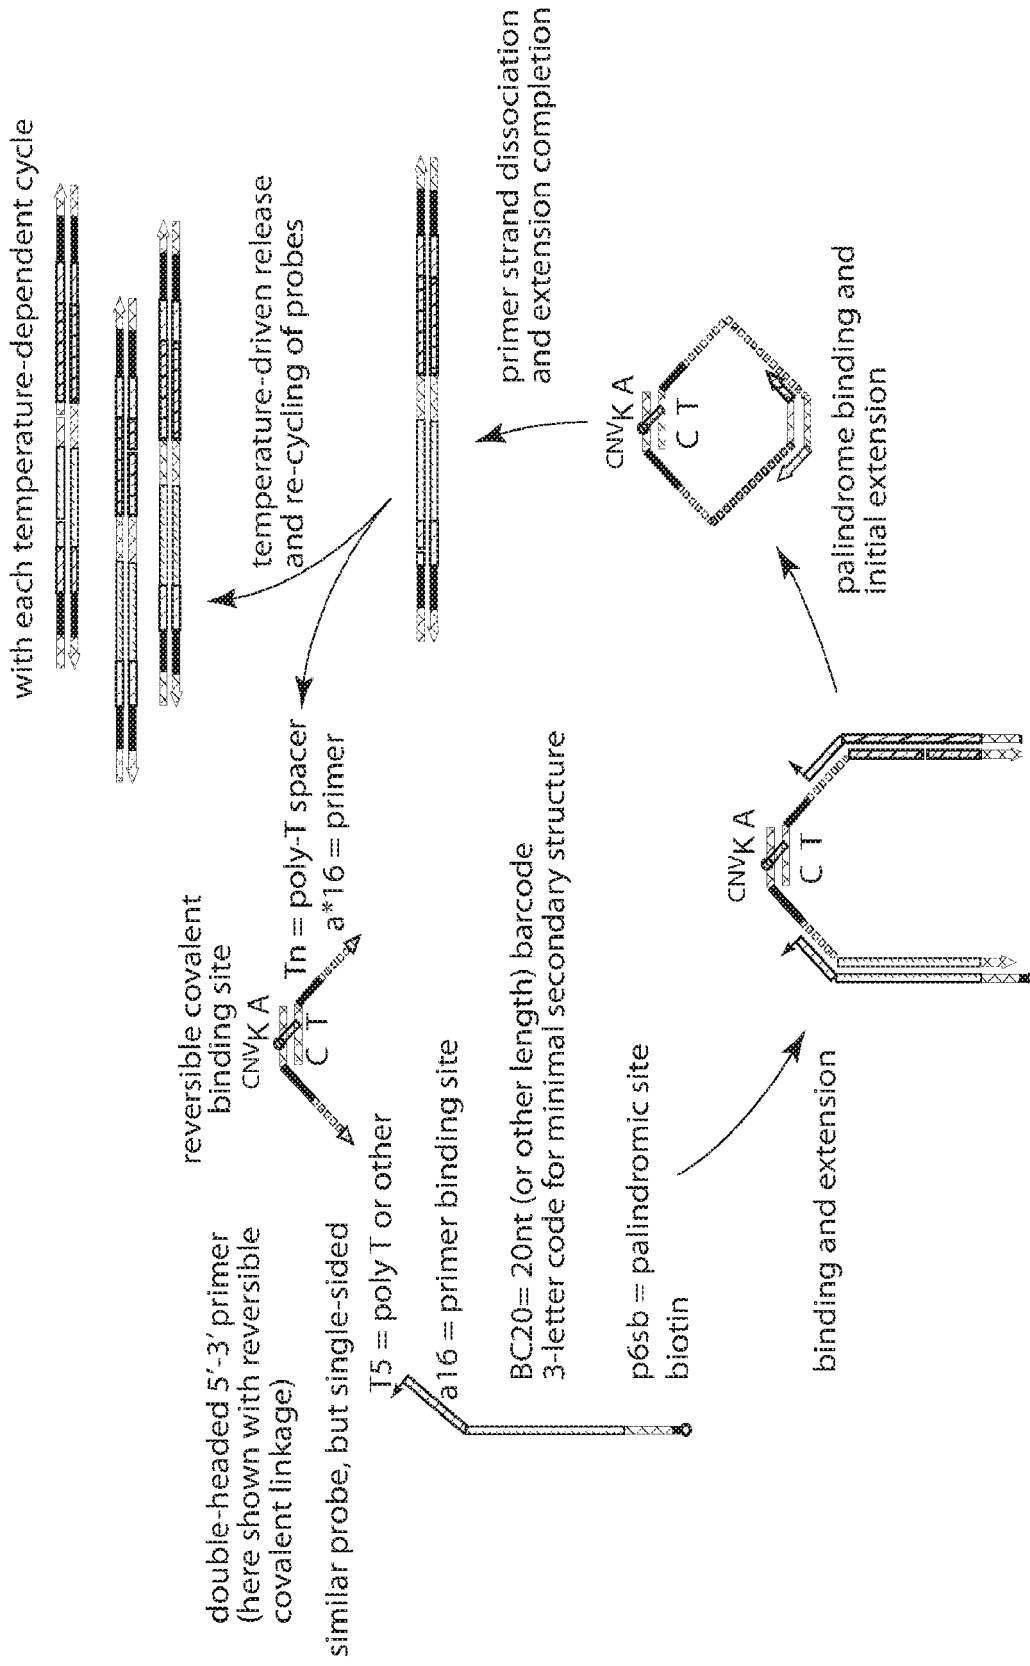 double-headed 5'-3' primer
(here shown with reversible
covalent linkage)
similar probe, but single-sided
T5 = poly T or other
a16 = primer binding site
BC20= 20nt (or other length) barcode
3-letter code for minimal secondary structure
p6sb = palindromic site
biotin
reversible covalent
binding site
CNVK A
C T
Tn = poly-T spacer
a*16 = primer
binding and extension
CNVK A
C T
palindrome binding and
initial extension
CNVK A
C T
primer strand dissociation
and extension completion
temperature-driven release
and re-cycling of probes
with each temperature-dependent cycle